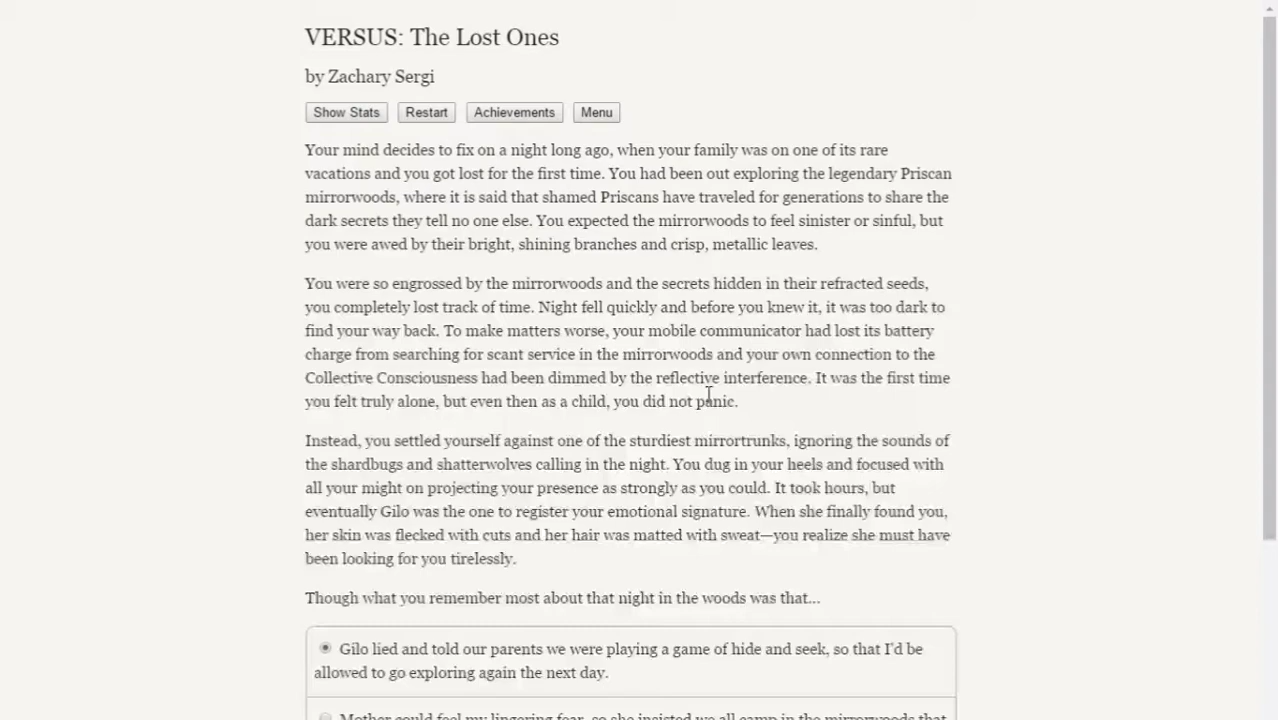 VERSUS: The Lost Ones
by Zachary Sergi
Show Stats Restart Achievements Menu
Your mind decides to fix on a night long ago, when your family was on one of its rare
vacations and you got lost for the first time. You had been out exploring the legendary Priscan
mirrorwoods, where it is said that shamed Priscans have traveled for generations to share the
dark secrets they tell no one else. You expected the mirrorwoods to feel sinister or sinful, but
you were awed by their bright, shining branches and crisp, metallic leaves.
You were so engrossed by the mirrorwoods and the secrets hidden in their refracted seeds,
you completely lost track of time. Night fell quickly and before you knew it, it was too dark to
find your way back. To make matters worse, your mobile communicator had lost its battery
charge from searching for scant service in the mirrorwoods and your own connection to the
Collective Consciousness had been dimmed by the reflective interference. It was the first time
you felt truly alone, but even then as a child, you did not panic.
Instead, you settled yourself against one of the sturdiest mirrortrunks, ignoring the sounds of
the shardbugs and shatterwolves calling in the night. You dug in your heels and focused with
all your might on projecting your presence as strongly as you could. It took hours, but
eventually Gilo was the one to register your emotional signature. When she finally found you,
her skin was flecked with cuts and her hair was matted with sweat—you realize she must have
been looking for you tirelessly.
Though what you remember most about that night in the woods was that...
Gilo lied and told our parents we were playing a game of hide and seek, so that I'd be
allowed to go exploring again the next day.
Mother could feel my lingering fear, so she insisted we all camp in the mirrorwoods that